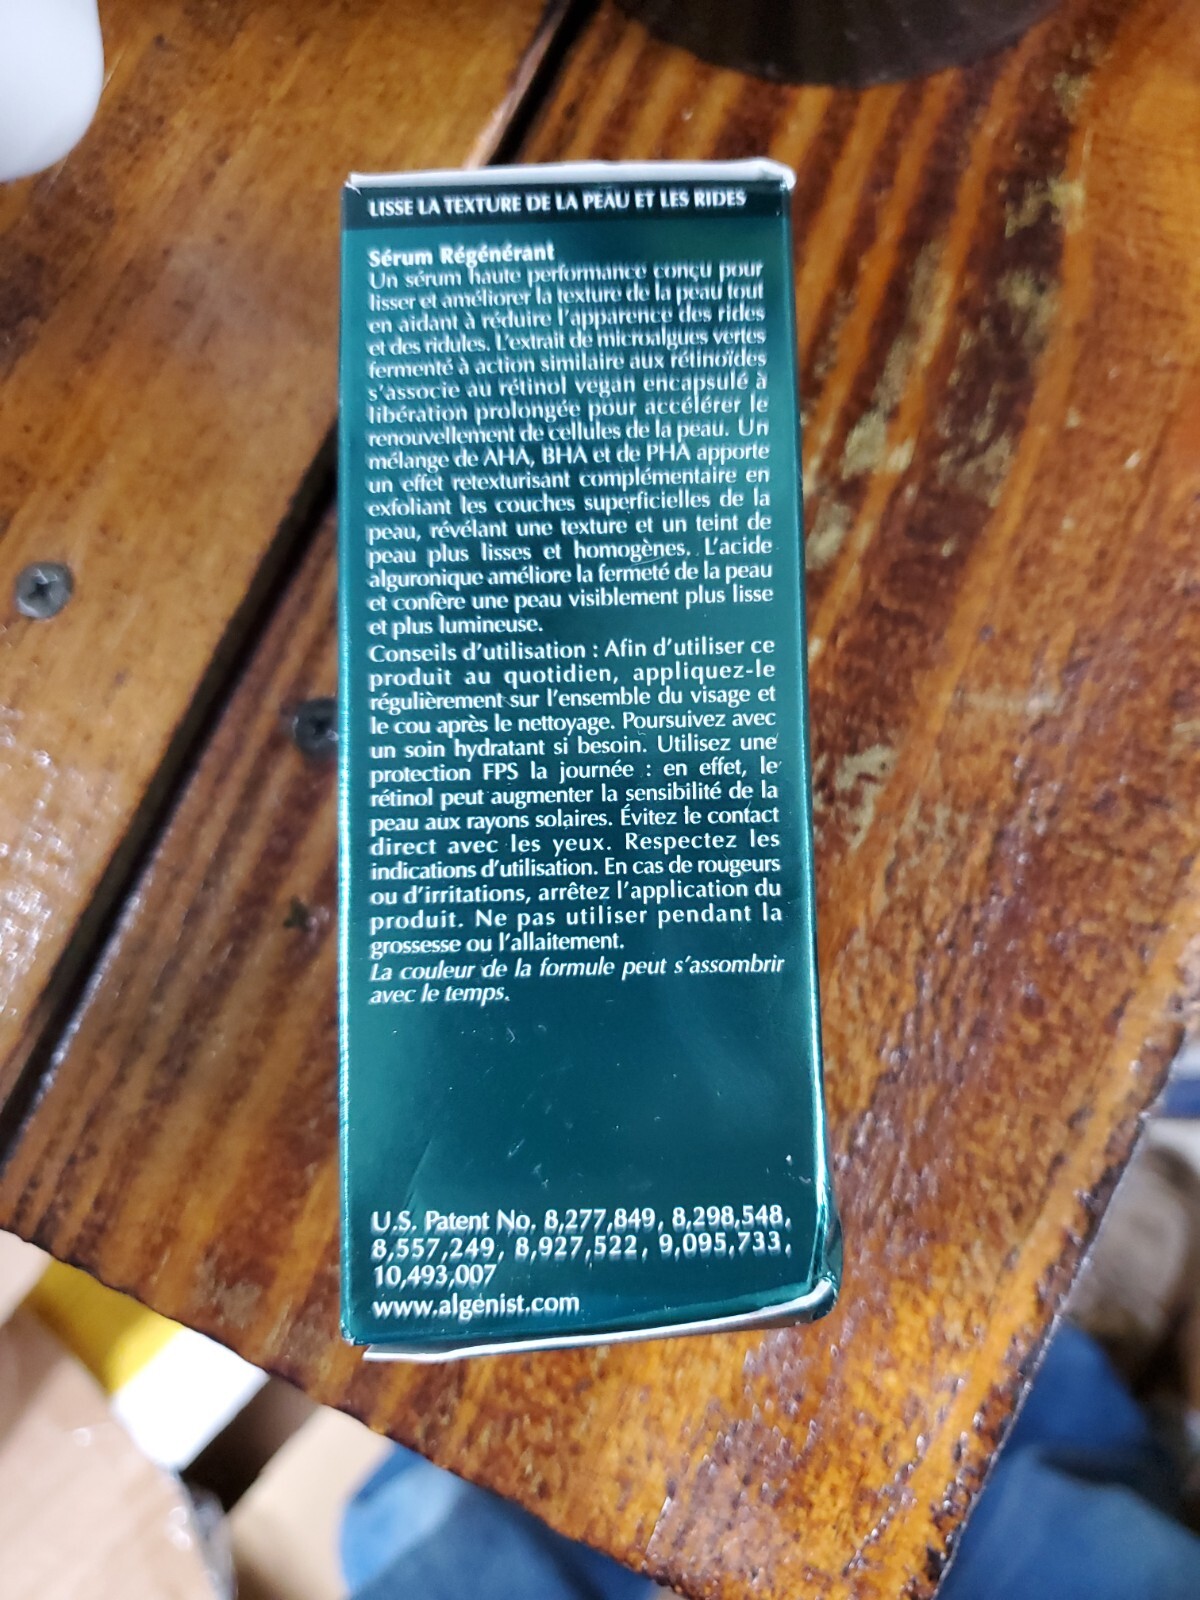 LISSE LA TEXTURE DE LA PEAU ET LES RIDES
Sérum Régénérant
Un sérum haute performance conçu pour
lisser et améliorer la texture de la peau tout
en aidant à réduire l'apparence des rides
et des ridules. L'extrait de microalgues vertes
fermenté à action similaire aux rétinoïdes
s'associe au rétinol vegan encapsulé à
libération prolongée pour accélérer le
renouvellement de cellules de la peau. Un
mélange de AHA, BHA et de PHA apporte
un effet retexturisant complémentaire en
exfoliant les couches superficielles de la
peau, révélant une texture et un teint de
peau plus lisses et homogènes. L'acide
alguronique améliore la fermeté de la peau
et confère une peau visiblement plus lisse
et plus lumineuse.
Conseils d'utilisation : Afin d'utiliser ce
produit au quotidien, appliquez-le
régulièrement sur l'ensemble du visage et
le cou après le nettoyage. Poursuivez avec
un soin hydratant si besoin. Utilisez une
protection FPS la journée : en effet, le
rétinol peut augmenter la sensibilité de la
peau aux rayons solaires. Évitez le contact
direct avec les yeux. Respectez les
indications d'utilisation. En cas de rougeurs
ou d'irritations, arrêtez l'application du
produit. Ne pas utiliser pendant la
grossesse ou l'allaitement.
La couleur de la formule peut s'assombrir
avec le temps.
U.S. Patent No. 8,277,849, 8,298,548,
8,557,249, 8,927,522, 9,095,733,
10,493,007
www.algenist.com